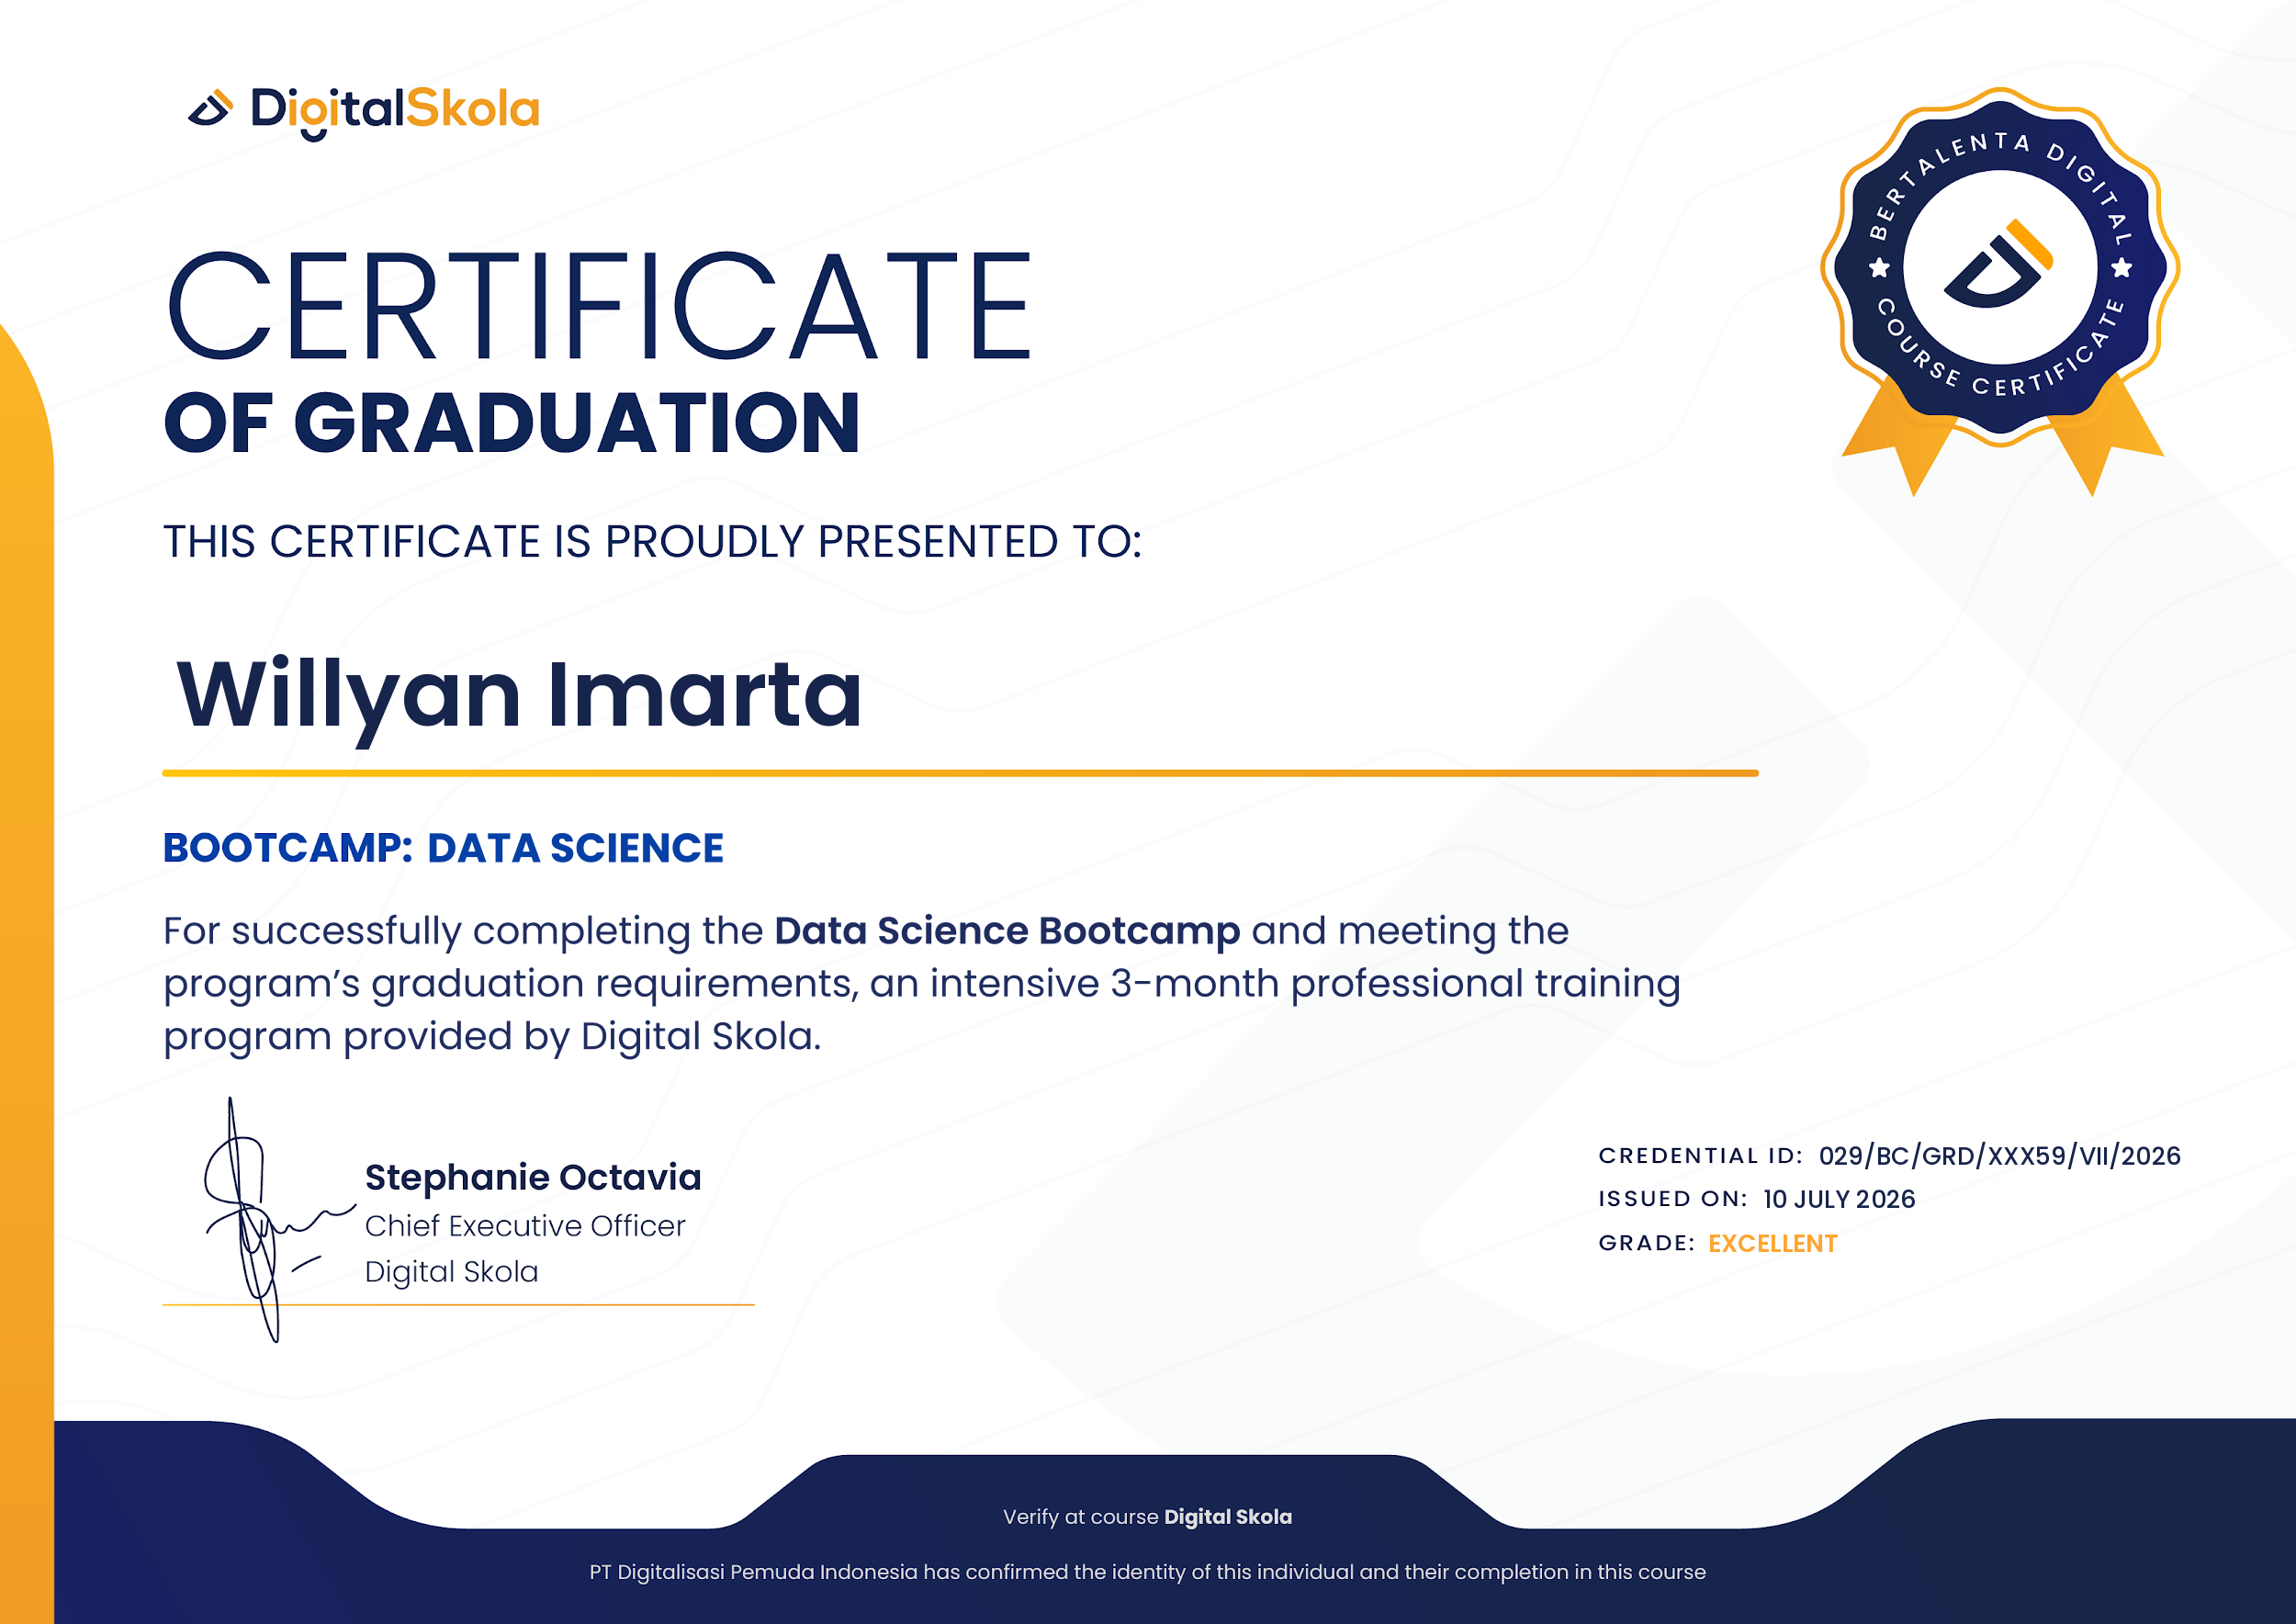 DigitalSkola
BERTALENTA DIGITAL
COURSE CERTIFICATE
CERTIFICATE
OF GRADUATION
THIS CERTIFICATE IS PROUDLY PRESENTED TO:
Willyan Imarta
BOOTCAMP: DATA SCIENCE
For successfully completing the Data Science Bootcamp and meeting the
program’s graduation requirements, an intensive 3-month professional training
program provided by Digital Skola.
Stephanie Octavia
Chief Executive Officer
Digital Skola
CREDENTIAL ID: 029/BC/GRD/XXX59/VII/2026
ISSUED ON: 10 JULY 2026
GRADE: EXCELLENT
Verify at course Digital Skola
PT Digitalisasi Pemuda Indonesia has confirmed the identity of this individual and their completion in this course